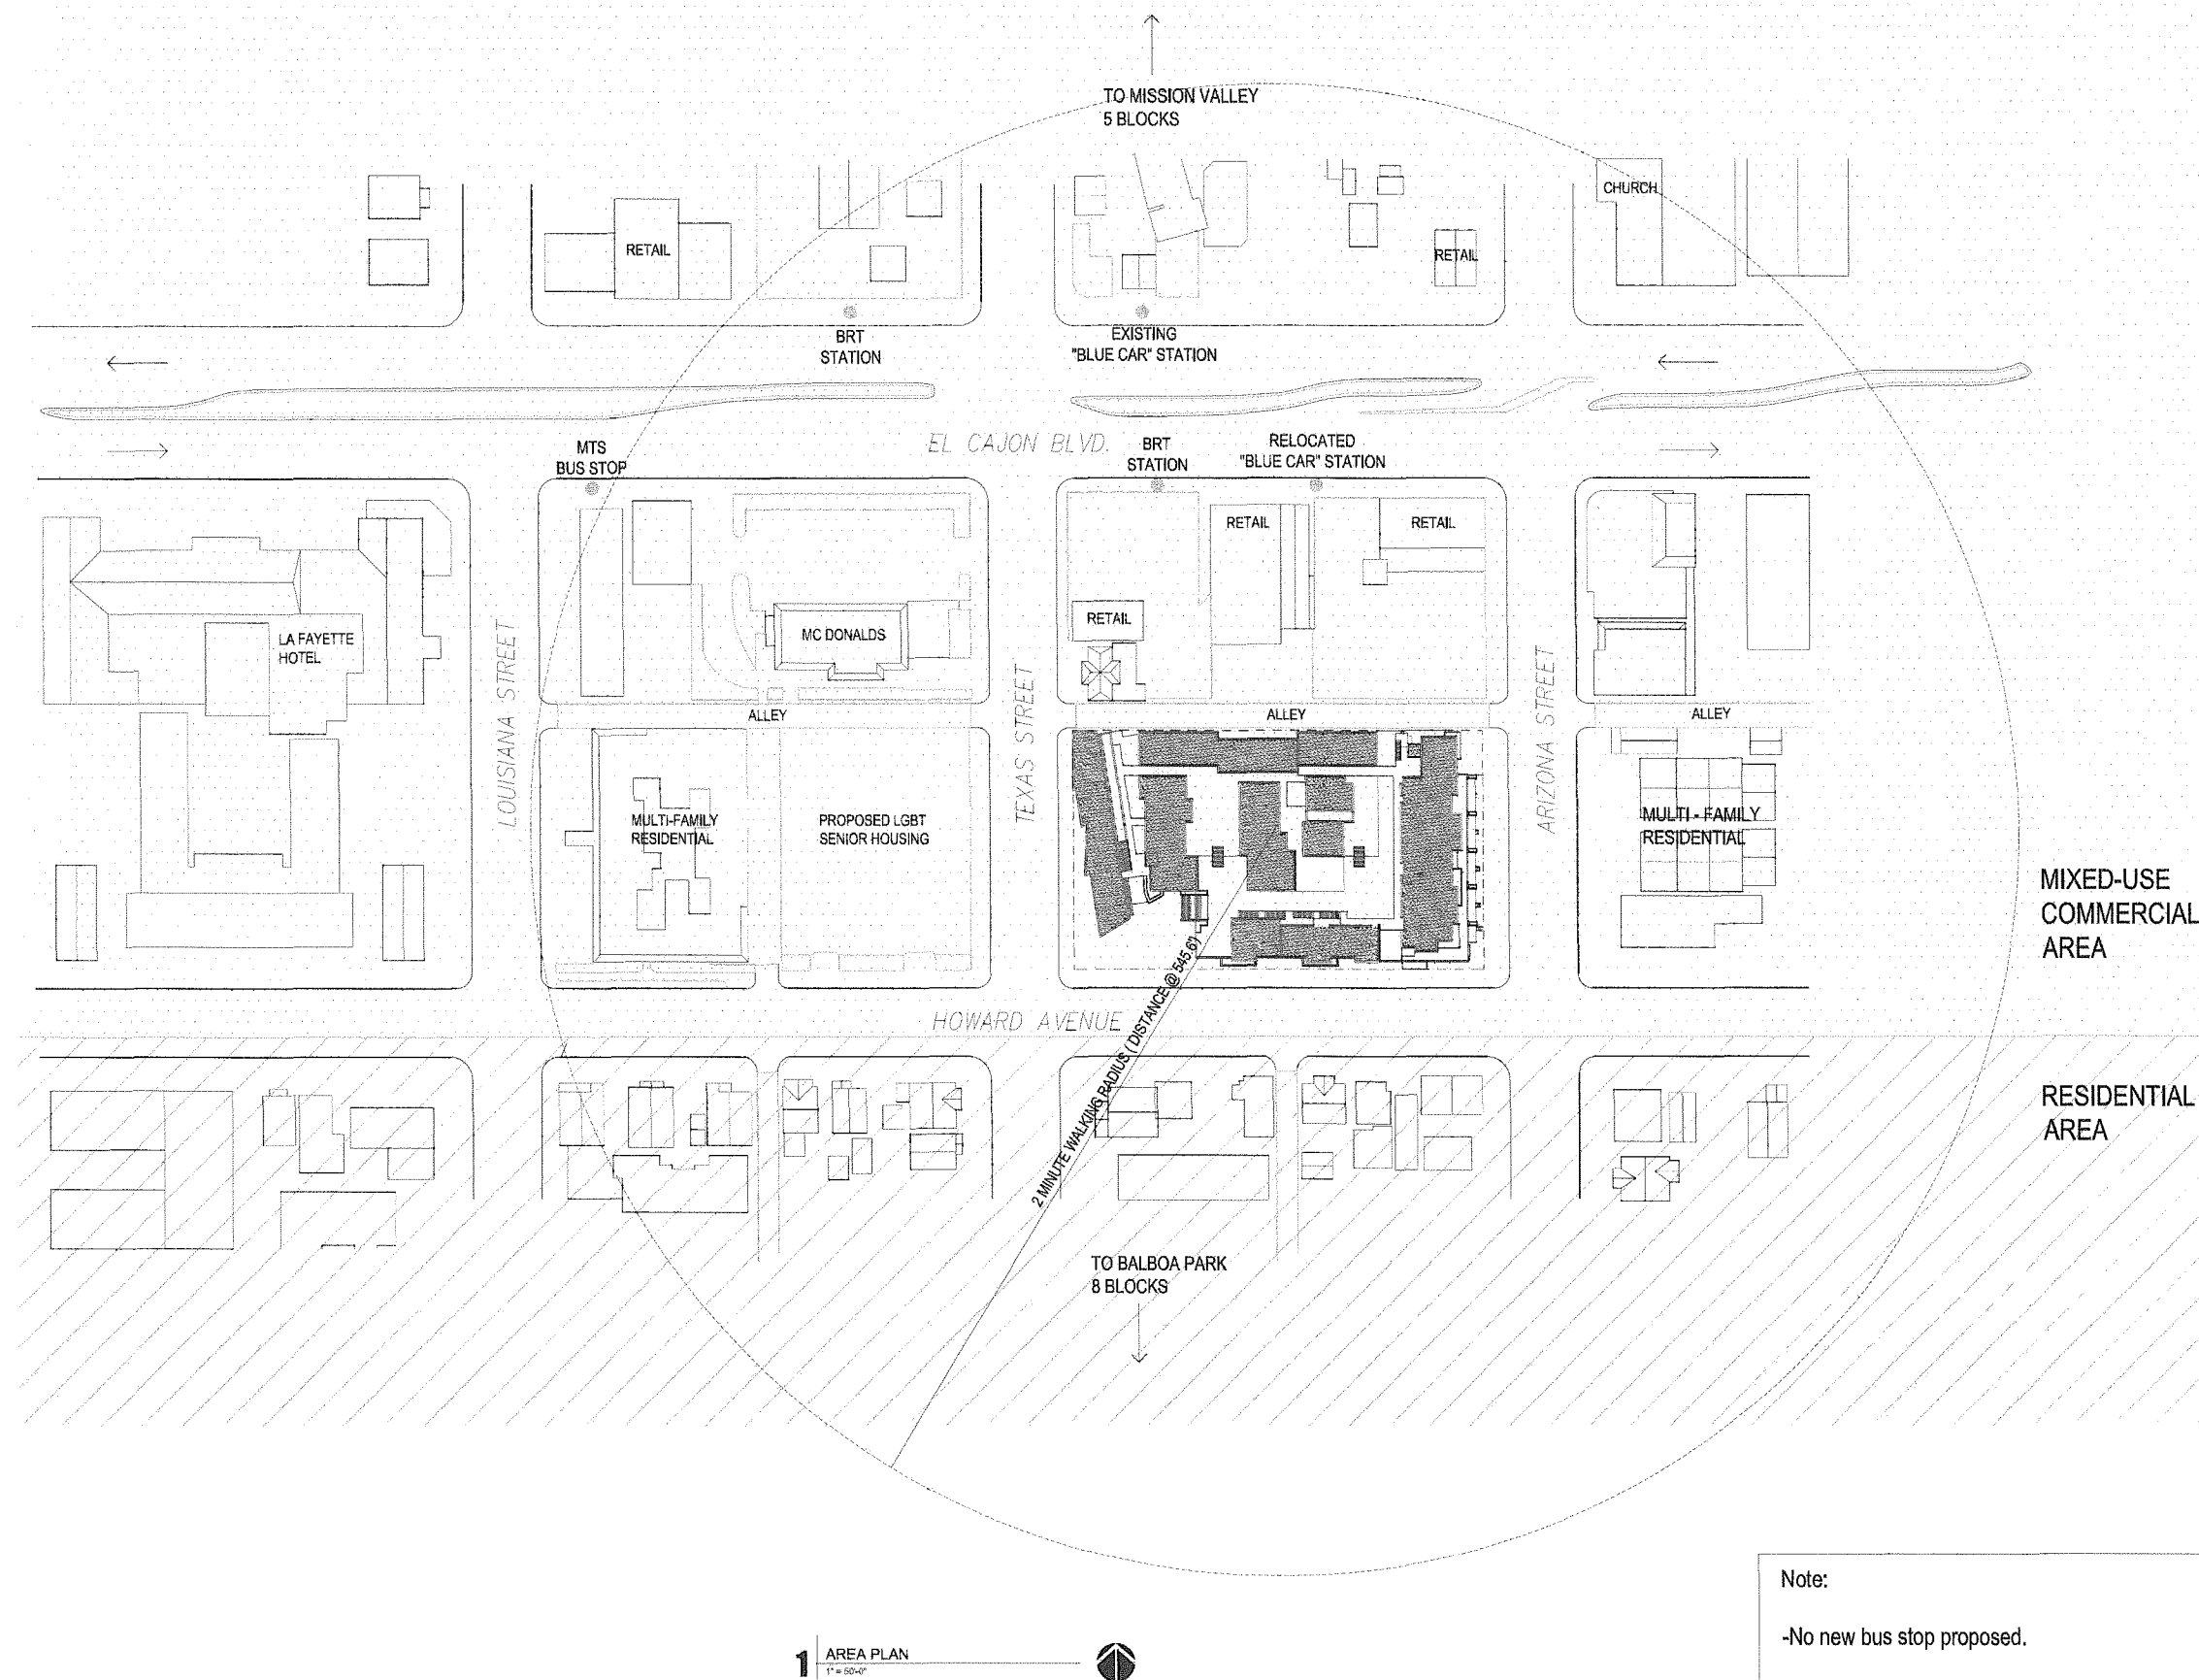 TO MISSION VALLEY
5 BLOCKS
CHURCH
RETAIL
RETAIL
BRT
STATION
EXISTING
"BLUE CAR" STATION
EL CAJON BLVD.
MTS
BUS STOP
BRT
STATION
RELOCATED
"BLUE CAR" STATION
RETAIL
RETAIL
LA FAYETTE
HOTEL
MC DONALDS
RETAIL
LOUISIANA STREET
TEXAS STREET
ARIZONA STREET
ALLEY
ALLEY
ALLEY
MULTI-FAMILY
RESIDENTIAL
PROPOSED LGBT
SENIOR HOUSING
MULTI - FAMILY
RESIDENTIAL
MIXED-USE
COMMERCIAL
AREA
HOWARD AVENUE
2 MINUTE WALKING RADIUS ( DISTANCE @ 545.6')
RESIDENTIAL
AREA
TO BALBOA PARK
8 BLOCKS
Note:
-No new bus stop proposed.
1 AREA PLAN
1" = 50'-0"